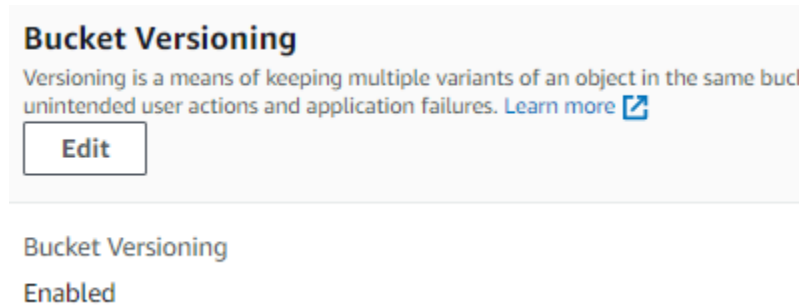 Bucket Versioning
Versioning is a means of keeping multiple variants of an object in the same
unintended user actions and application failures. Learn more
Edit
Bucket Versioning
Enabled